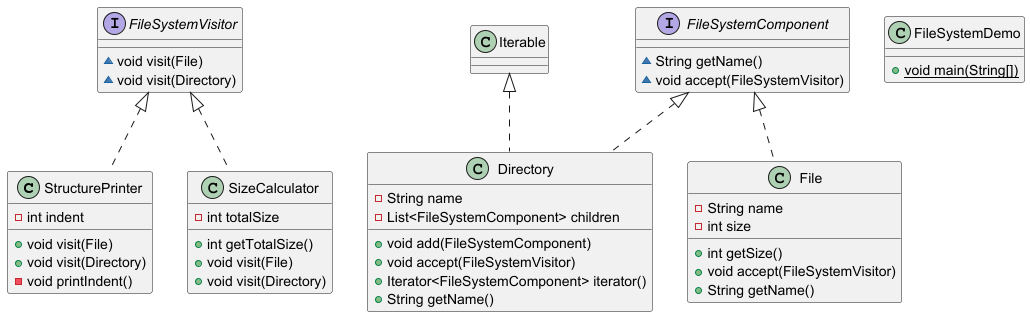 I FileSystemVisitor
void visit(File)
void visit(Directory)
C Iterable
I FileSystemComponent
String getName()
void accept(FileSystemVisitor)
C FileSystemDemo
void main(String[])
C StructurePrinter
int indent
void visit(File)
void visit(Directory)
void printIndent()
C SizeCalculator
int totalSize
int getTotalSize()
void visit(File)
void visit(Directory)
C Directory
String name
List<FileSystemComponent> children
void add(FileSystemComponent)
void accept(FileSystemVisitor)
Iterator<FileSystemComponent> iterator()
String getName()
C File
String name
int size
int getSize()
void accept(FileSystemVisitor)
String getName()